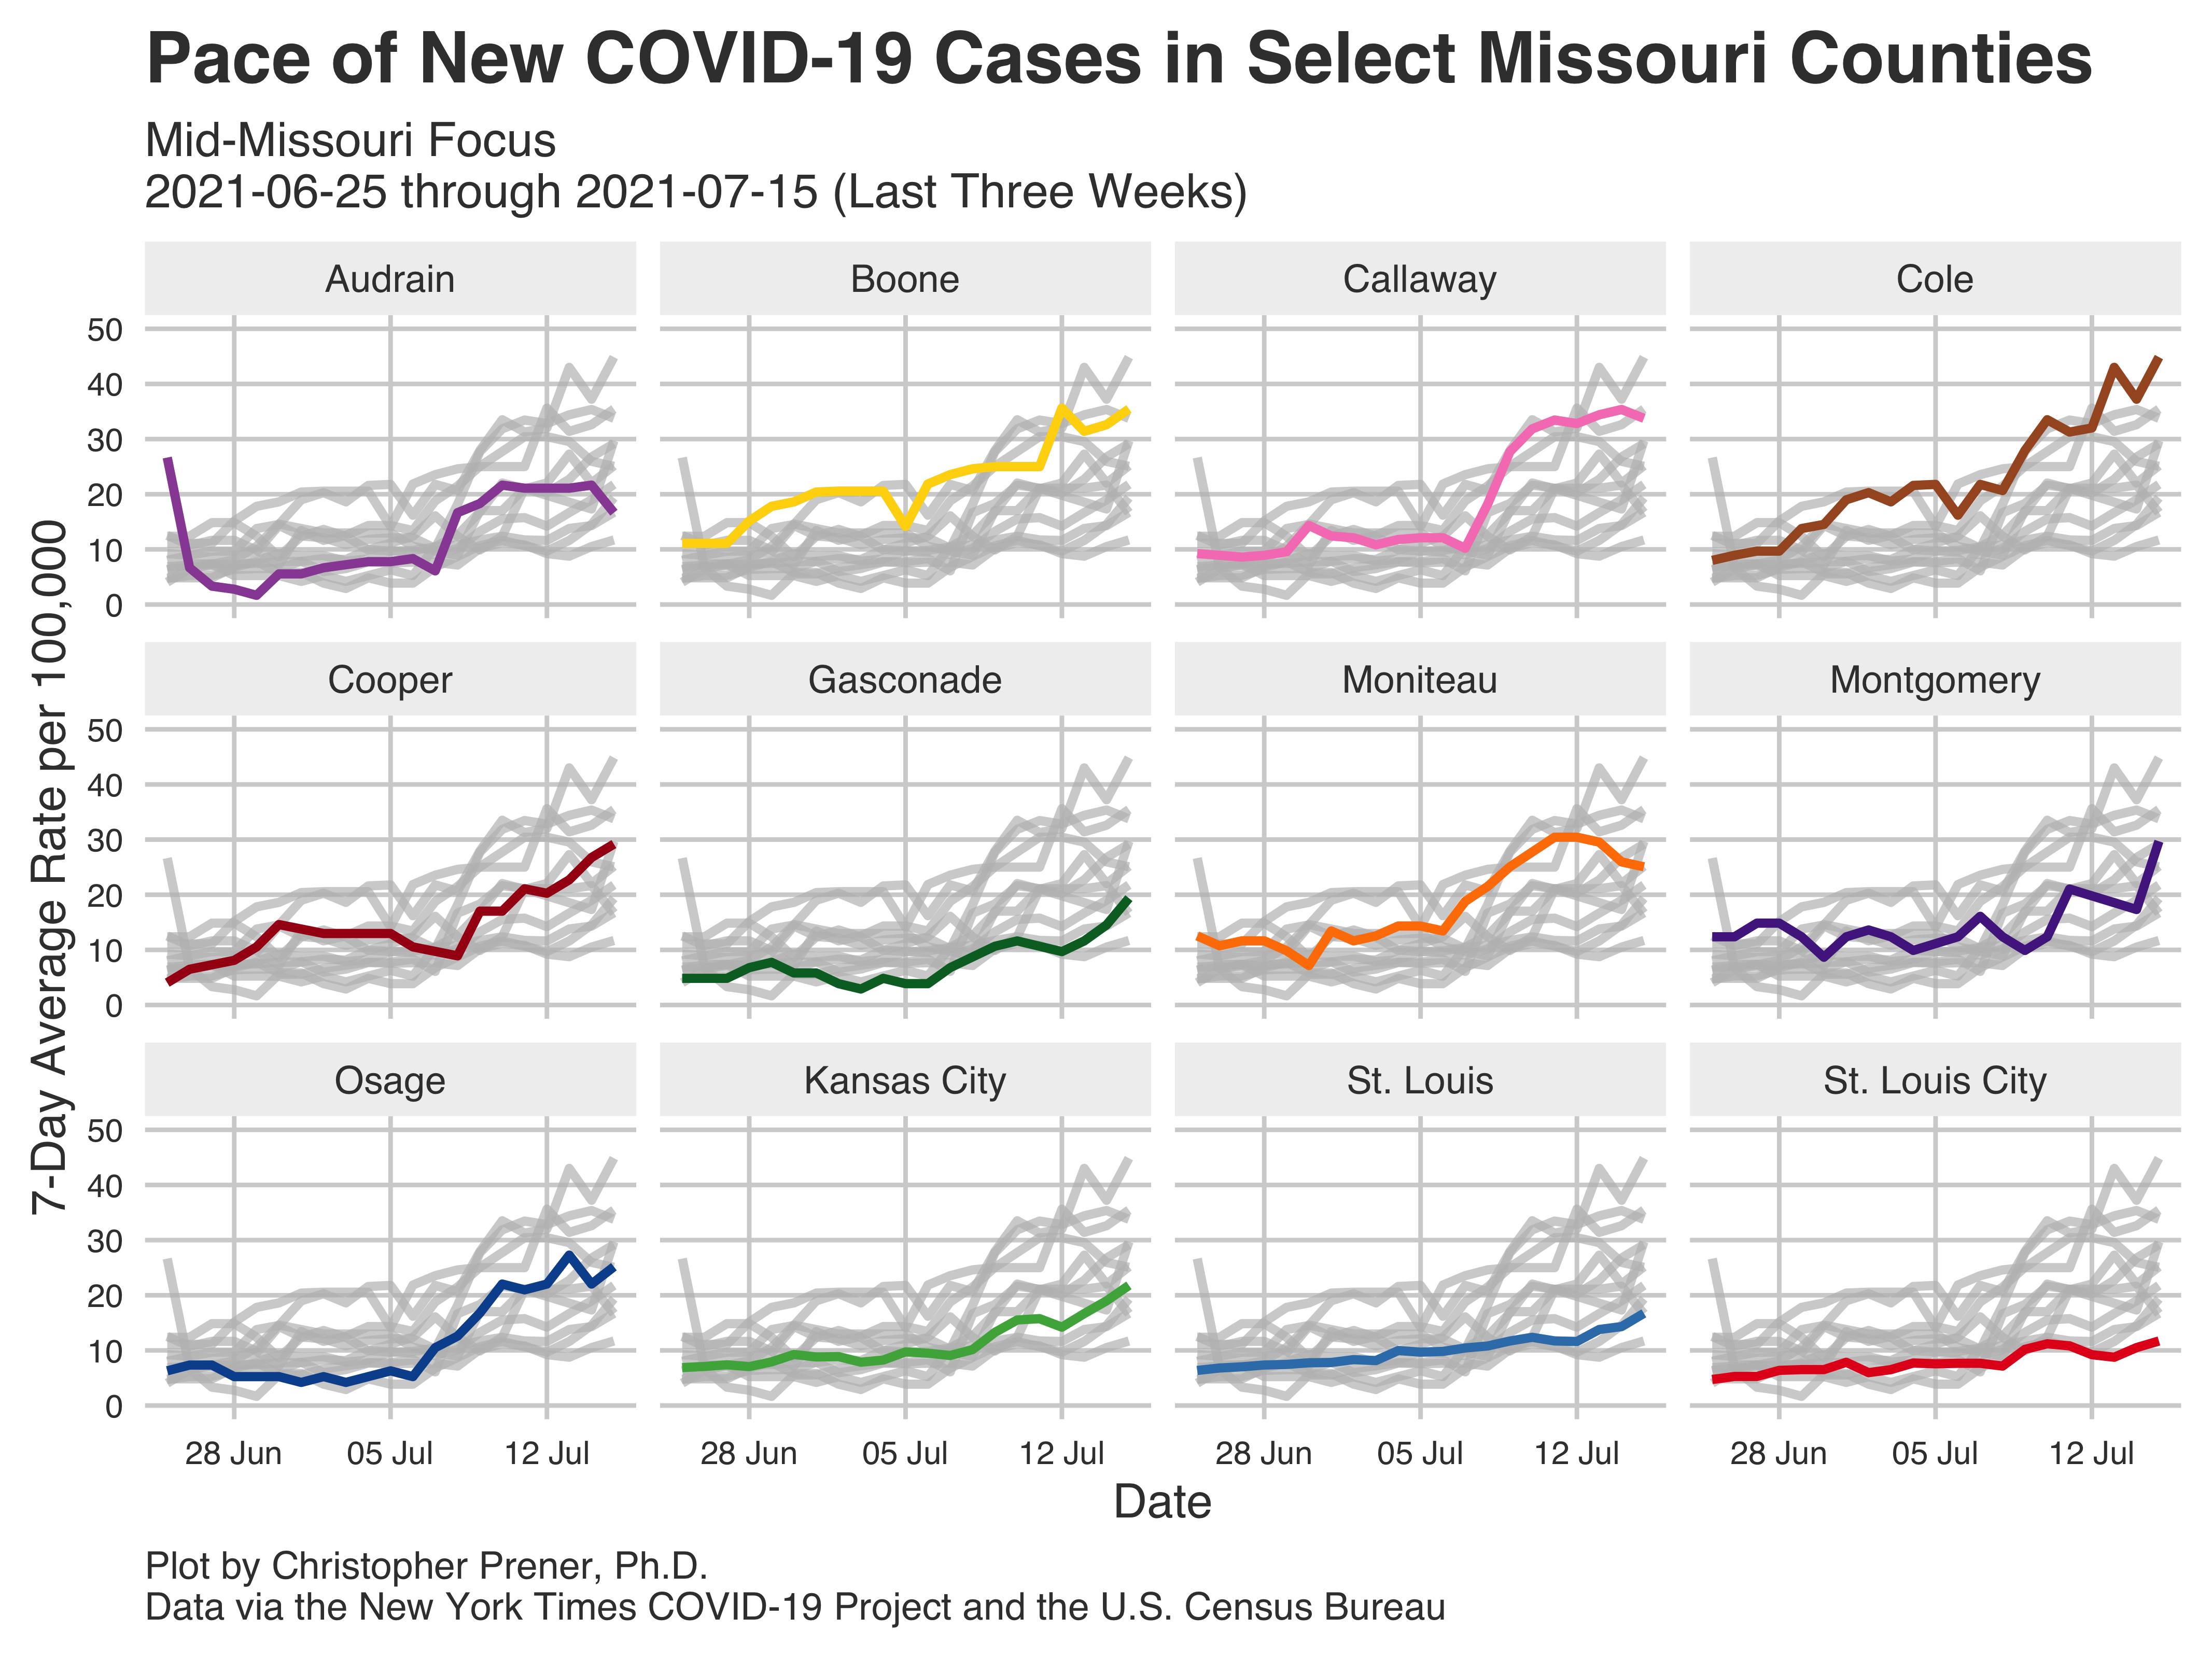 Pace of New COVID-19 Cases in Select Missouri Counties
Mid-Missouri Focus
2021-06-25 through 2021-07-15 (Last Three Weeks)
7-Day Average Rate per 100,000
Audrain Boone Callaway Cole
50
40
30
20
10
0
Cooper Gasconade Moniteau Montgomery
50
40
30
20
10
0
Osage Kansas City St. Louis St. Louis City
50
40
30
20
10
0
28 Jun 05 Jul 12 Jul 28 Jun 05 Jul 12 Jul 28 Jun 05 Jul 12 Jul 28 Jun 05 Jul 12 Jul
Date
Plot by Christopher Prener, Ph.D.
Data via the New York Times COVID-19 Project and the U.S. Census Bureau